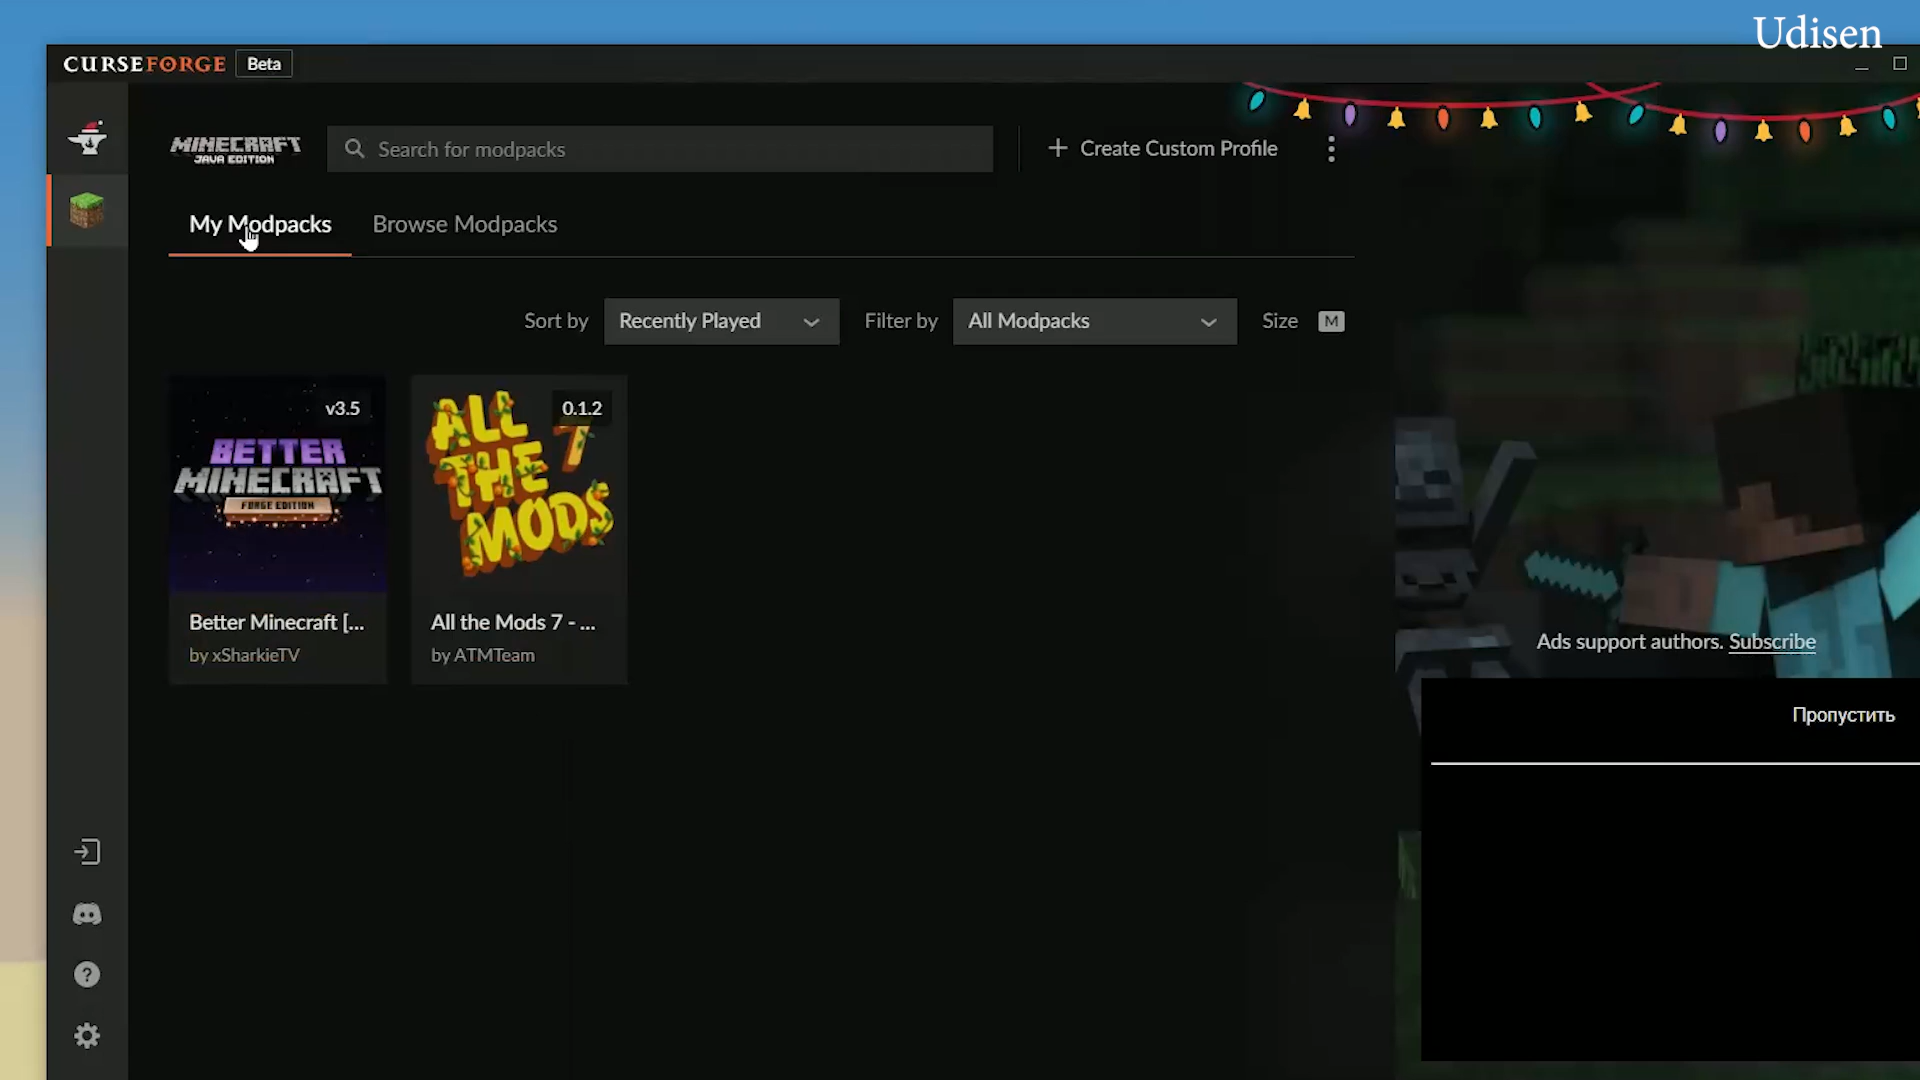 Udisen
CURSEFORGE Beta
MINECRAFT
JAVA EDITION
Search for modpacks
Create Custom Profile
My Modpacks
Browse Modpacks
Sort by
Recently Played
Filter by
All Modpacks
Size
M
v3.5
BETTER
MINECRAFT
FORGE EDITION
Better Minecraft [...
by xSharkieTV
0.1.2
ALL
THE 7
MODS
All the Mods 7 - ...
by ATMTeam
Ads support authors. Subscribe
Пропустить